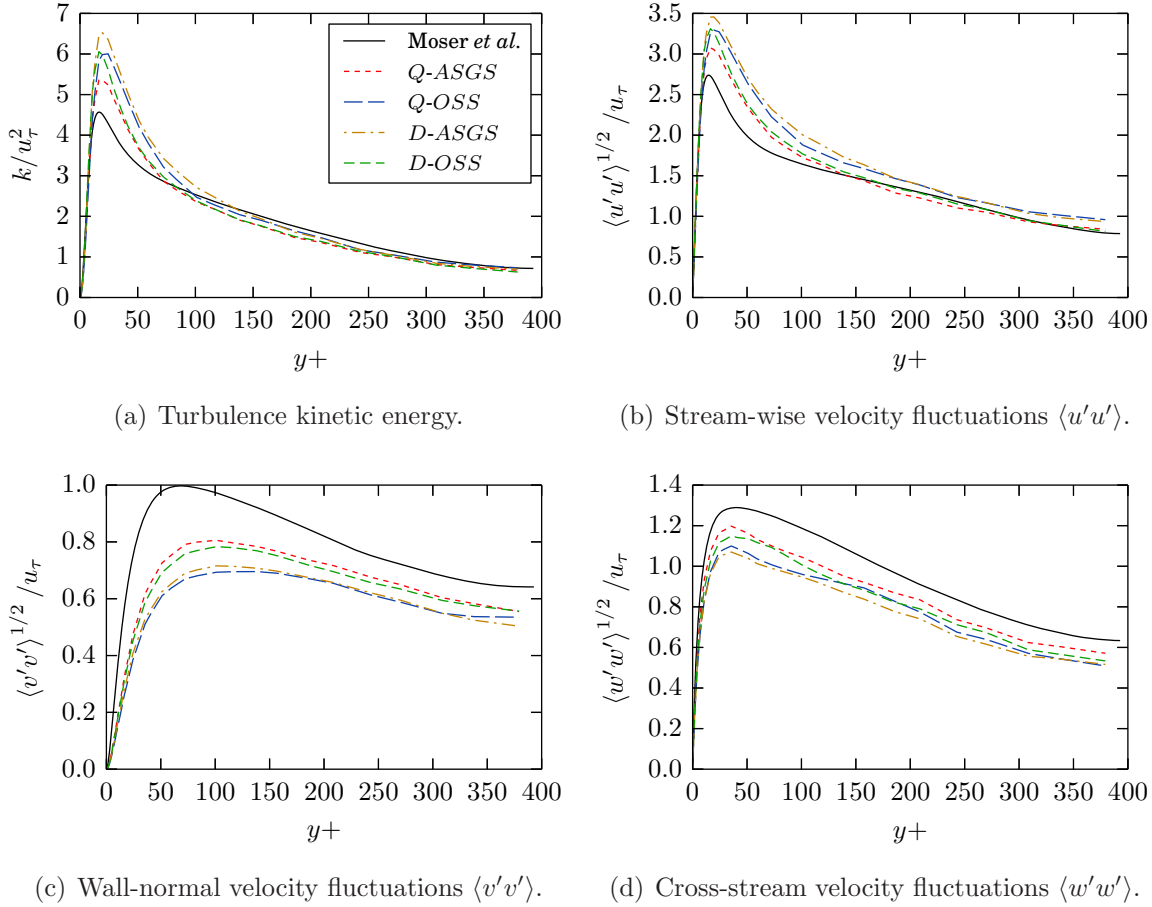 7
6
5
4
3
2
1
0
k/u²τ
Moser et al.
Q-ASGS
Q-OSS
D-ASGS
D-OSS
0 50 100 150 200 250 300 350 400
y+
(a) Turbulence kinetic energy.
3.5
3.0
2.5
2.0
1.5
1.0
0.5
0.0
⟨u′u′⟩^1/2 /uτ
0 50 100 150 200 250 300 350 400
y+
(b) Stream-wise velocity fluctuations ⟨u′u′⟩.
1.0
0.8
0.6
0.4
0.2
0.0
⟨v′v′⟩^1/2 /uτ
0 50 100 150 200 250 300 350 400
y+
(c) Wall-normal velocity fluctuations ⟨v′v′⟩.
1.4
1.2
1.0
0.8
0.6
0.4
0.2
0.0
⟨w′w′⟩^1/2 /uτ
0 50 100 150 200 250 300 350 400
y+
(d) Cross-stream velocity fluctuations ⟨w′w′⟩.